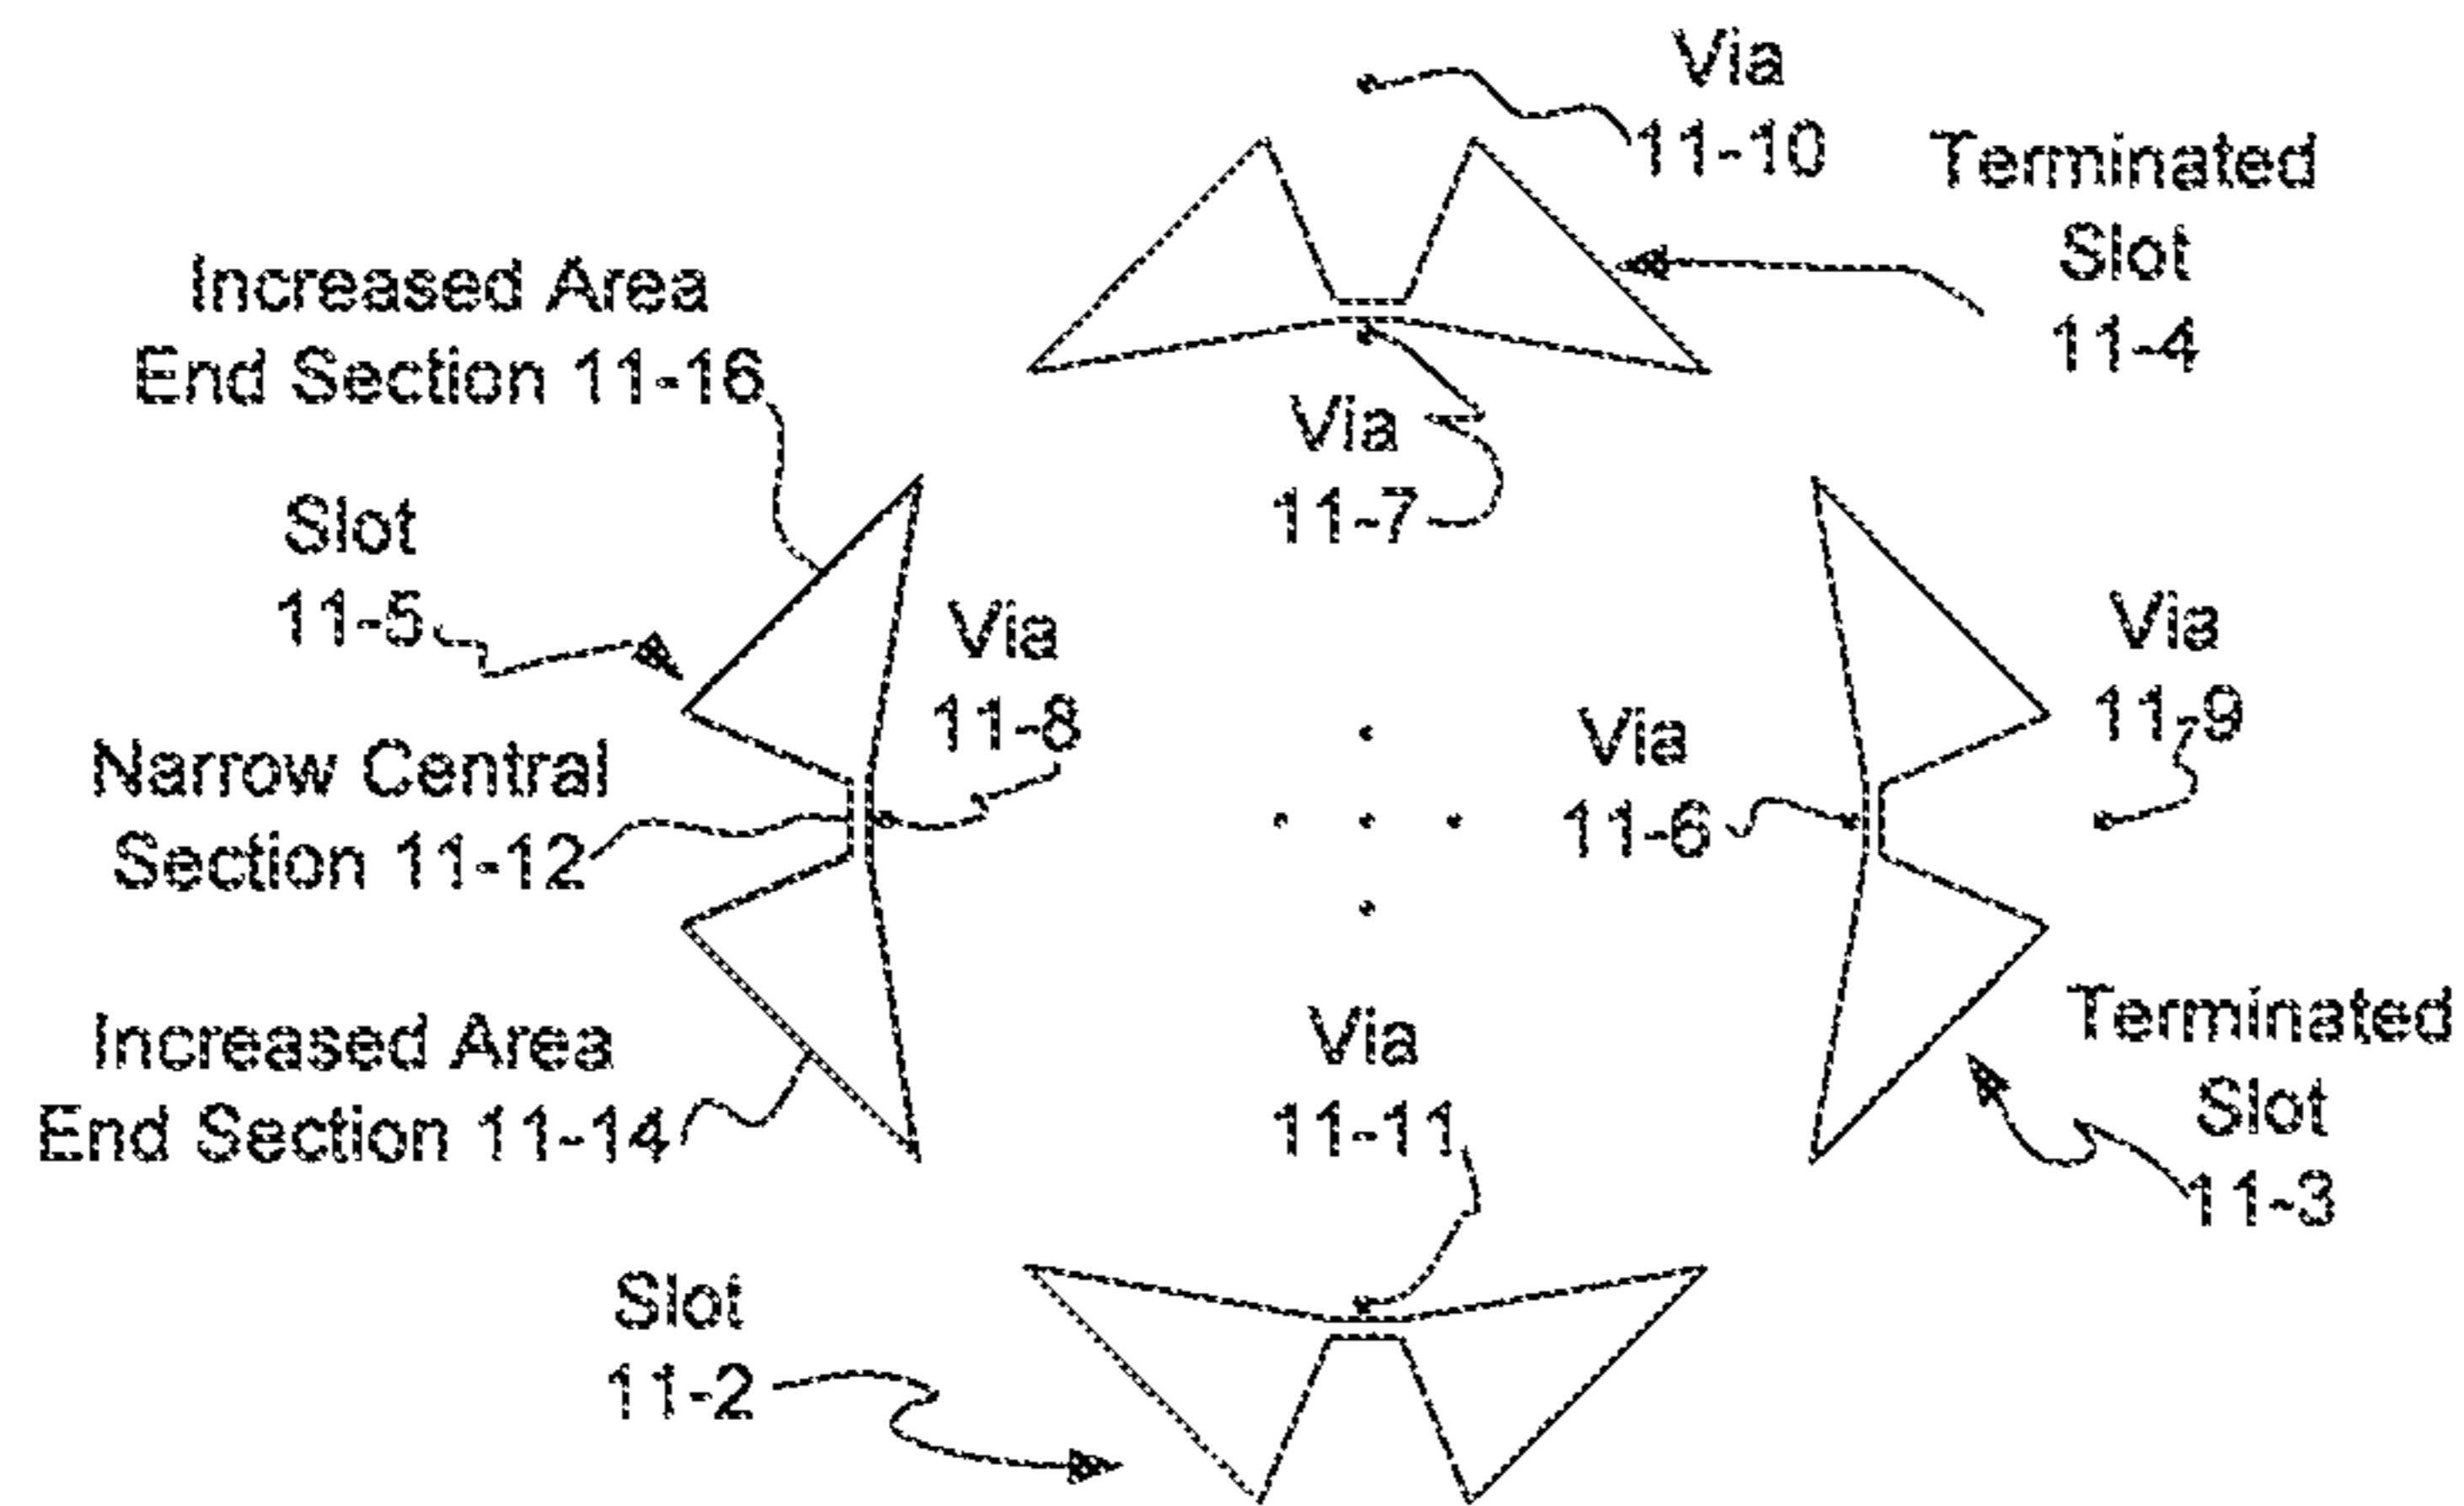 Via
11-10
Terminated
Slot
11-4
Increased Area
End Section 11-16
Via
11-7
Slot
11-5
Via
11-8
Via
11-9
Via
11-6
Narrow Central
Section 11-12
Increased Area
End Section 11-14
Via
11-11
Terminated
Slot
11-3
Slot
11-2